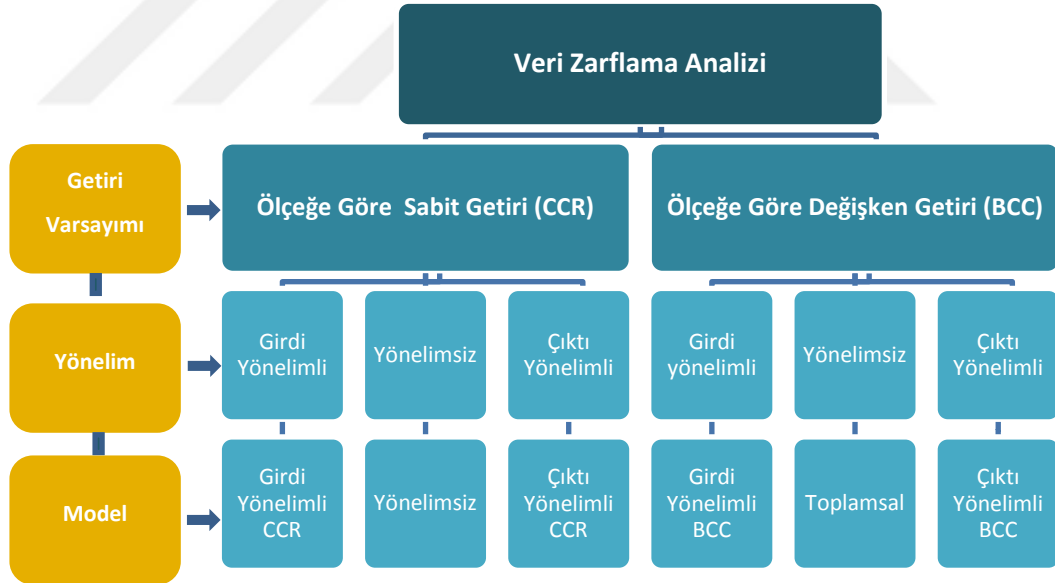 Veri Zarflama Analizi
Getiri
Varsayımı
Ölçeğe Göre  Sabit Getiri (CCR)
Ölçeğe Göre Değişken Getiri (BCC)
Yönelim
Girdi
Yönelimli
Yönelimsiz
Çıktı
Yönelimli
Girdi
yönelimli
Yönelimsiz
Çıktı
Yönelimli
Model
Girdi
Yönelimli
CCR
Yönelimsiz
Çıktı
Yönelimli
CCR
Girdi
Yönelimli
BCC
Toplamsal
Çıktı
Yönelimli
BCC